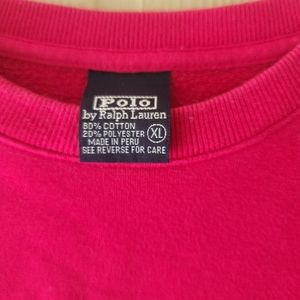 Polo
by Ralph Lauren
80% COTTON
20% POLYESTER
MADE IN PERU
SEE REVERSE FOR CARE
XL